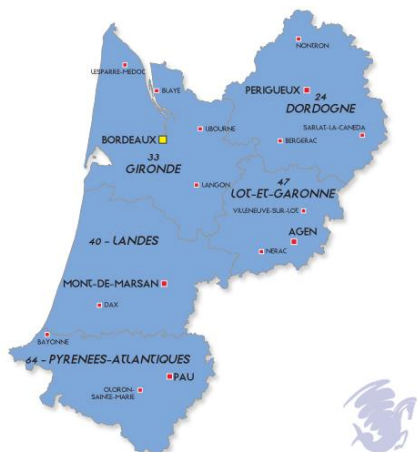 NONTRON
LESPARRE-MEDOC
BLAYE
PERIGUEUX
24
DORDOGNE
LIBOURNE
SARLAT-LA-CANEDA
BORDEAUX
BERGERAC
33
GIRONDE
47
LOT-ET-GARONNE
LANGON
VILLENEUVE-SUR-LOT
AGEN
40 - LANDES
NERAC
MONT-DE-MARSAN
DAX
BAYONNE
64 - PYRENEES-ATLANTIQUES
PAU
OLORON-
SAINTE-MARIE